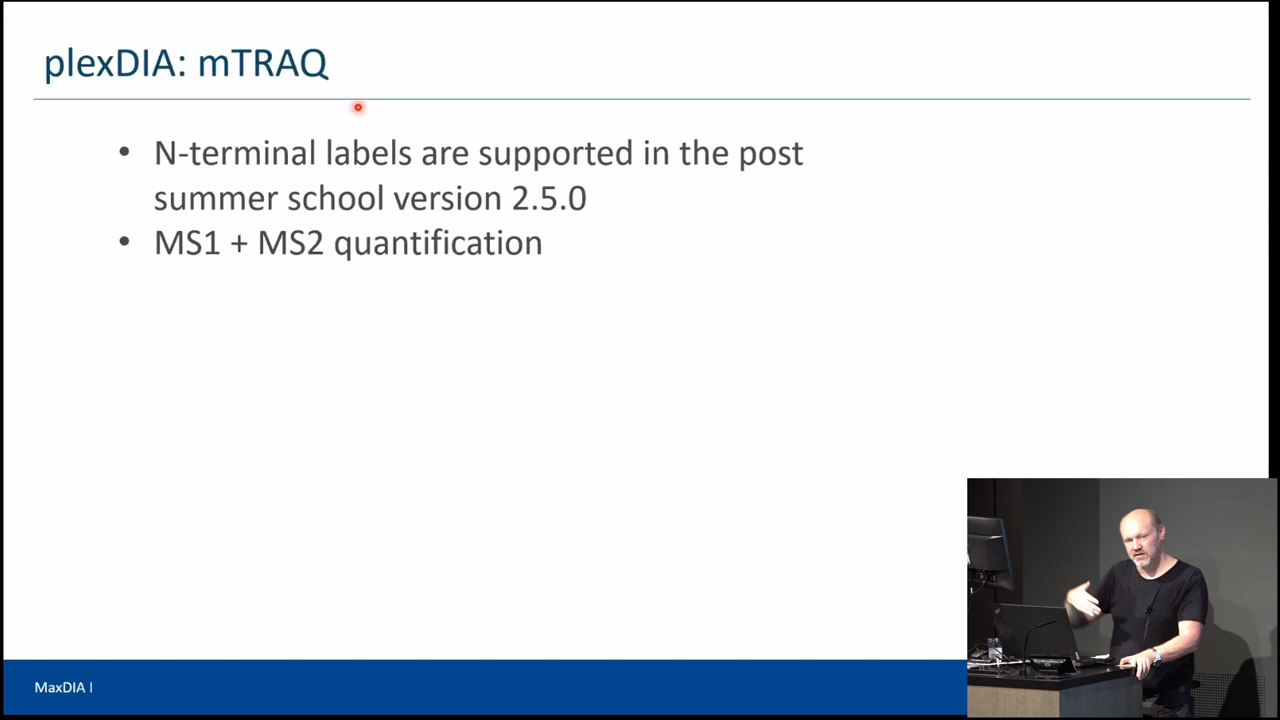 plexDIA: mTRAQ
• N-terminal labels are supported in the post
summer school version 2.5.0
• MS1 + MS2 quantification
MaxDIA |